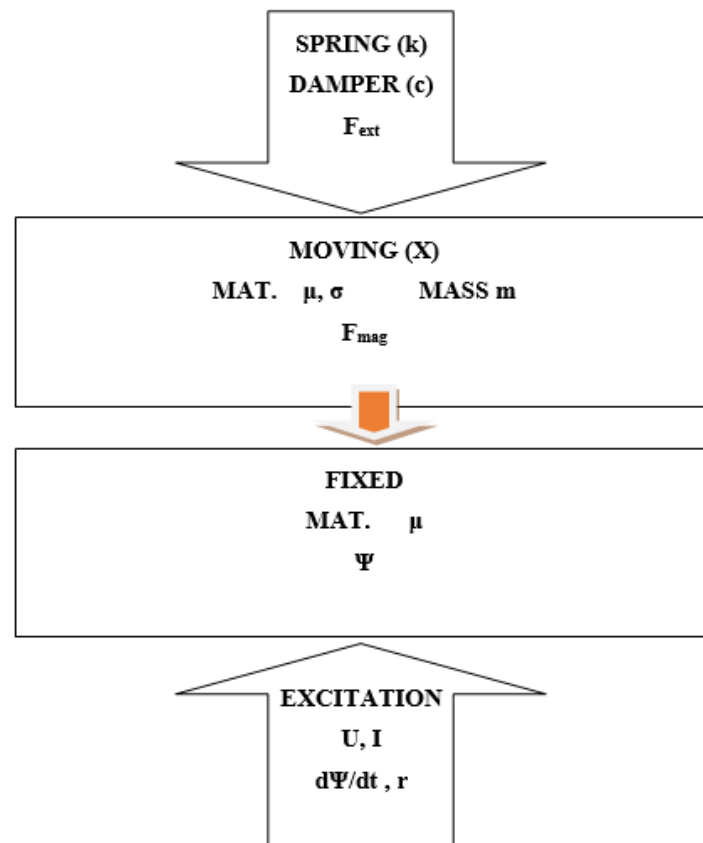 SPRING (k)
DAMPER (c)
Fext
MOVING (X)
MAT. μ, σ MASS m
Fmag
FIXED
MAT. μ
Ψ
EXCITATION
U, I
dΨ/dt , r